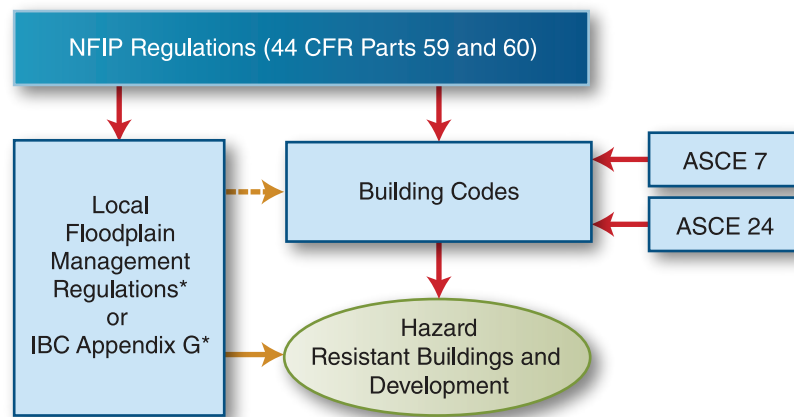 NFIP Regulations (44 CFR Parts 59 and 60)
Local
Floodplain
Management
Regulations*
or
IBC Appendix G*
Building Codes
ASCE 7
ASCE 24
Hazard
Resistant Buildings and
Development